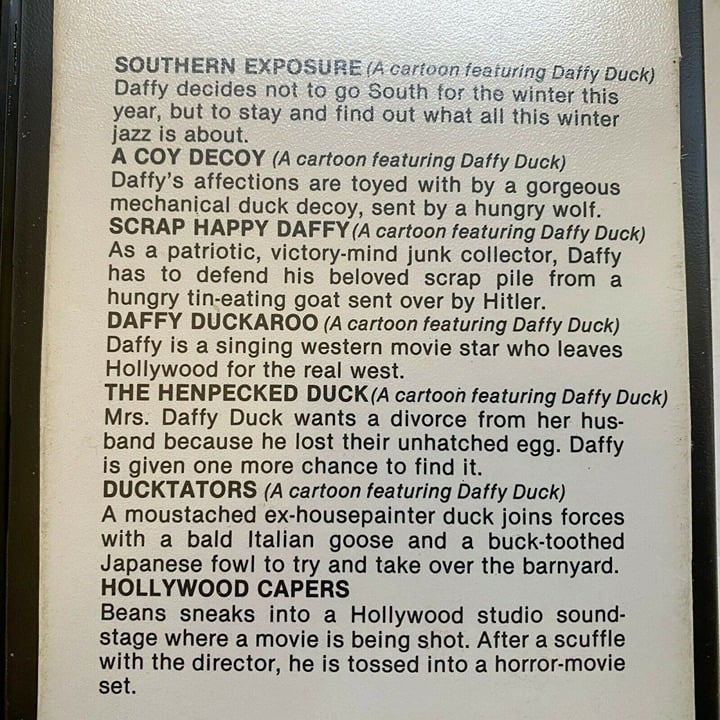 SOUTHERN EXPOSURE (A cartoon featuring Daffy Duck)
Daffy decides not to go South for the winter this
year, but to stay and find out what all this winter
jazz is about.
A COY DECOY (A cartoon featuring Daffy Duck)
Daffy's affections are toyed with by a gorgeous
mechanical duck decoy, sent by a hungry wolf.
SCRAP HAPPY DAFFY (A cartoon featuring Daffy Duck)
As a patriotic, victory-mind junk collector, Daffy
has to defend his beloved scrap pile from a
hungry tin-eating goat sent over by Hitler.
DAFFY DUCKAROO (A cartoon featuring Daffy Duck)
Daffy is a singing western movie star who leaves
Hollywood for the real west.
THE HENPECKED DUCK (A cartoon featuring Daffy Duck)
Mrs. Daffy Duck wants a divorce from her hus-
band because he lost their unhatched egg. Daffy
is given one more chance to find it.
DUCKTATORS (A cartoon featuring Daffy Duck)
A moustached ex-housepainter duck joins forces
with a bald Italian goose and a buck-toothed
Japanese fowl to try and take over the barnyard.
HOLLYWOOD CAPERS
Beans sneaks into a Hollywood studio sound-
stage where a movie is being shot. After a scuffle
with the director, he is tossed into a horror-movie
set.